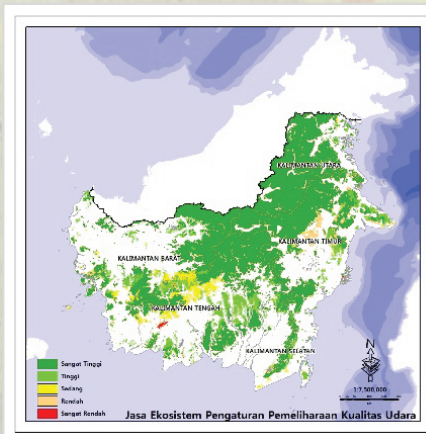 KALIMANTAN UTARA
KALIMANTAN TIMUR
KALIMANTAN BARAT
KALIMANTAN TENGAH
KALIMANTAN SELATAN
Sangat Tinggi
Tinggi
Sedang
Rendah
Sangat Rendah
N
1:7,500,000
Jasa Ekosistem Pengaturan Pemeliharaan Kualitas Udara